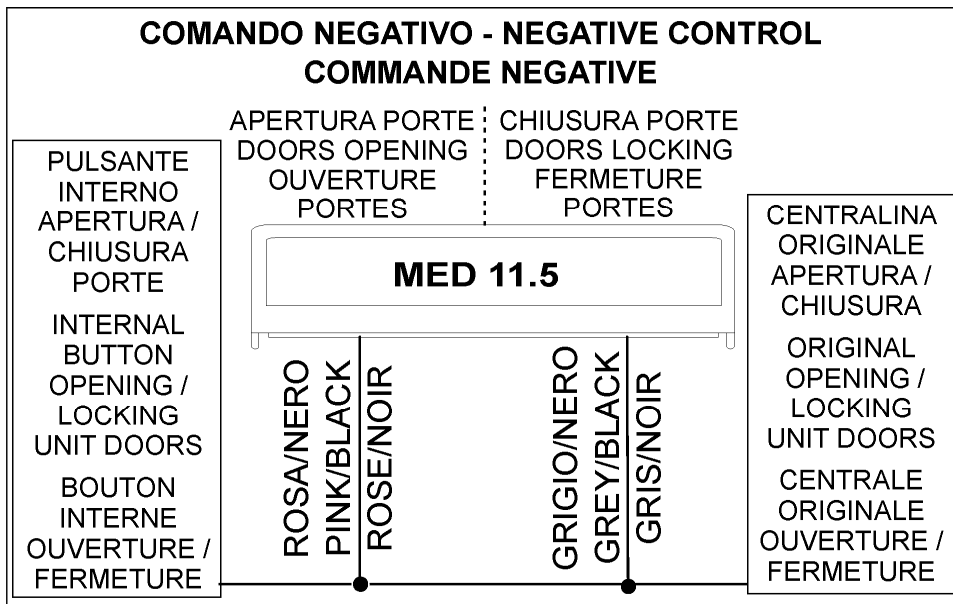 COMANDO NEGATIVO - NEGATIVE CONTROL
COMMANDE NEGATIVE
APERTURA PORTE
DOORS OPENING
OUVERTURE
PORTES
CHIUSURA PORTE
DOORS LOCKING
FERMETURE
PORTES
PULSANTE
INTERNO
APERTURA /
CHIUSURA
PORTE
INTERNAL
BUTTON
OPENING /
LOCKING
UNIT DOORS
BOUTON
INTERNE
OUVERTURE /
FERMETURE
MED 11.5
ROSA/NERO
PINK/BLACK
ROSE/NOIR
GRIGIO/NERO
GREY/BLACK
GRIS/NOIR
CENTRALINA
ORIGINALE
APERTURA /
CHIUSURA
ORIGINAL
OPENING /
LOCKING
UNIT DOORS
CENTRALE
ORIGINALE
OUVERTURE /
FERMETURE